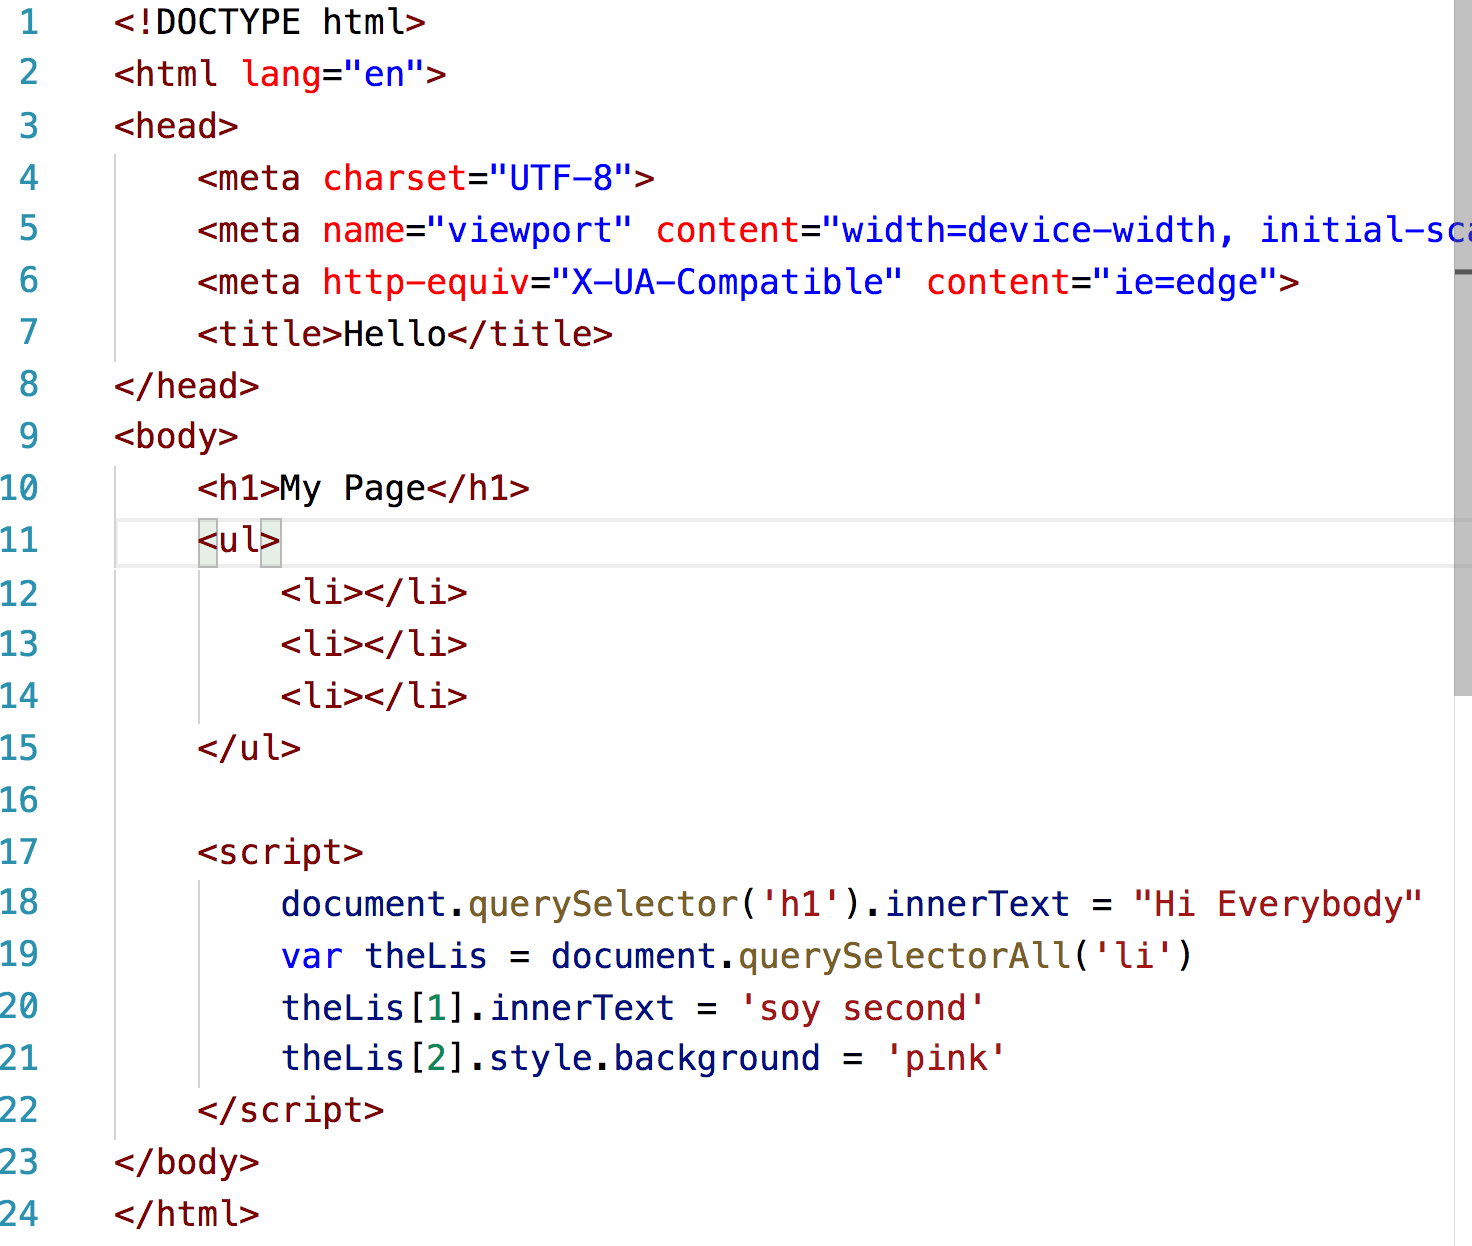 1 <!DOCTYPE html>
2 <html lang="en">
3 <head>
4     <meta charset="UTF-8">
5     <meta name="viewport" content="width=device-width, initial-sca
6     <meta http-equiv="X-UA-Compatible" content="ie=edge">
7     <title>Hello</title>
8 </head>
9 <body>
10     <h1>My Page</h1>
11     <ul>
12         <li></li>
13         <li></li>
14         <li></li>
15     </ul>
16
17     <script>
18         document.querySelector('h1').innerText = "Hi Everybody"
19         var theLis = document.querySelectorAll('li')
20         theLis[1].innerText = 'soy second'
21         theLis[2].style.background = 'pink'
22     </script>
23 </body>
24 </html>